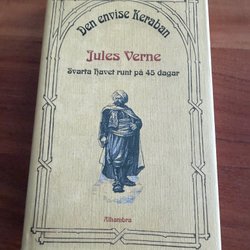 Den envise Keraban
Jules Verne
Svarta Havet runt på 45 dagar
Alhambra